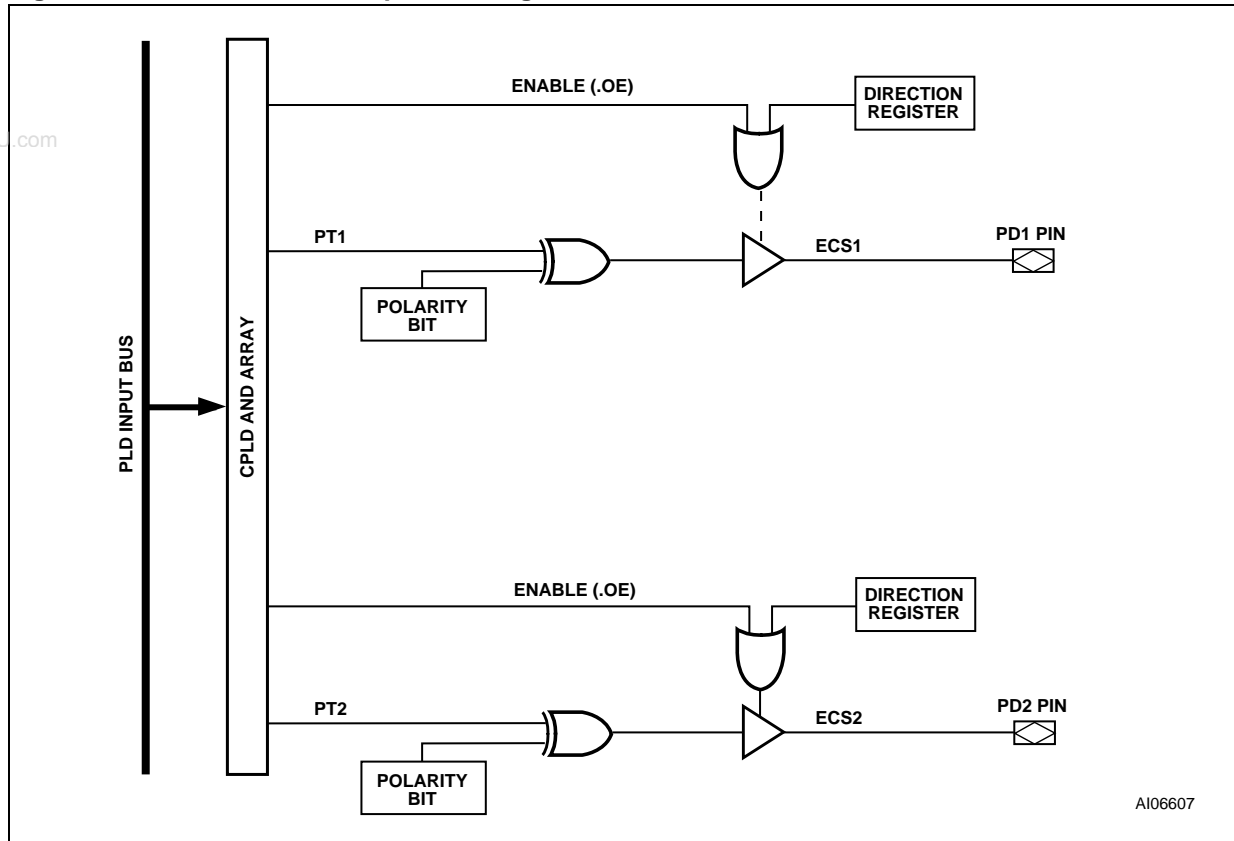 J.com
ENABLE (.OE)
DIRECTION
REGISTER
PT1
ECS1
PD1 PIN
POLARITY
BIT
PLD INPUT BUS
CPLD AND ARRAY
ENABLE (.OE)
DIRECTION
REGISTER
PT2
ECS2
PD2 PIN
POLARITY
BIT
AI06607